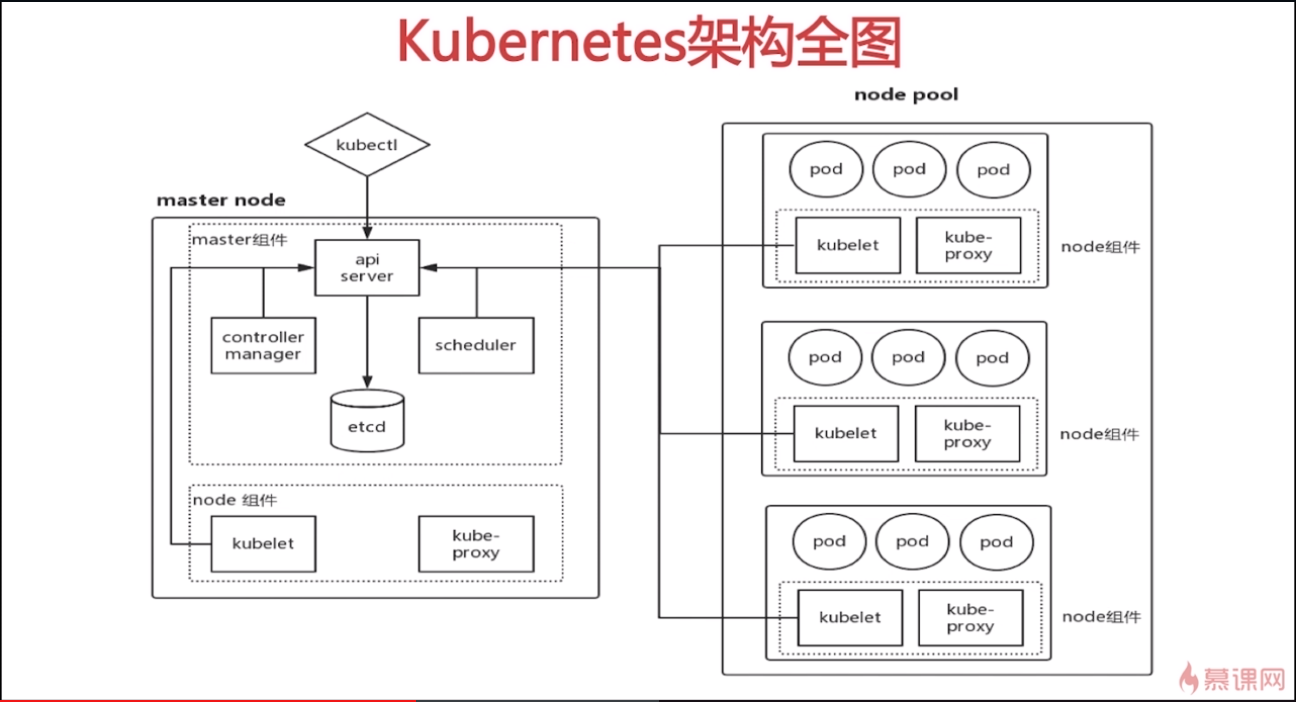 Kubernetes架构全图
node pool
kubectl
master node
master组件
api
server
controller
manager
scheduler
etcd
node 组件
kubelet
kube-
proxy
pod
pod
pod
kubelet
kube-
proxy
node组件
pod
pod
pod
kubelet
kube-
proxy
node组件
pod
pod
pod
kubelet
kube-
proxy
node组件
慕课网